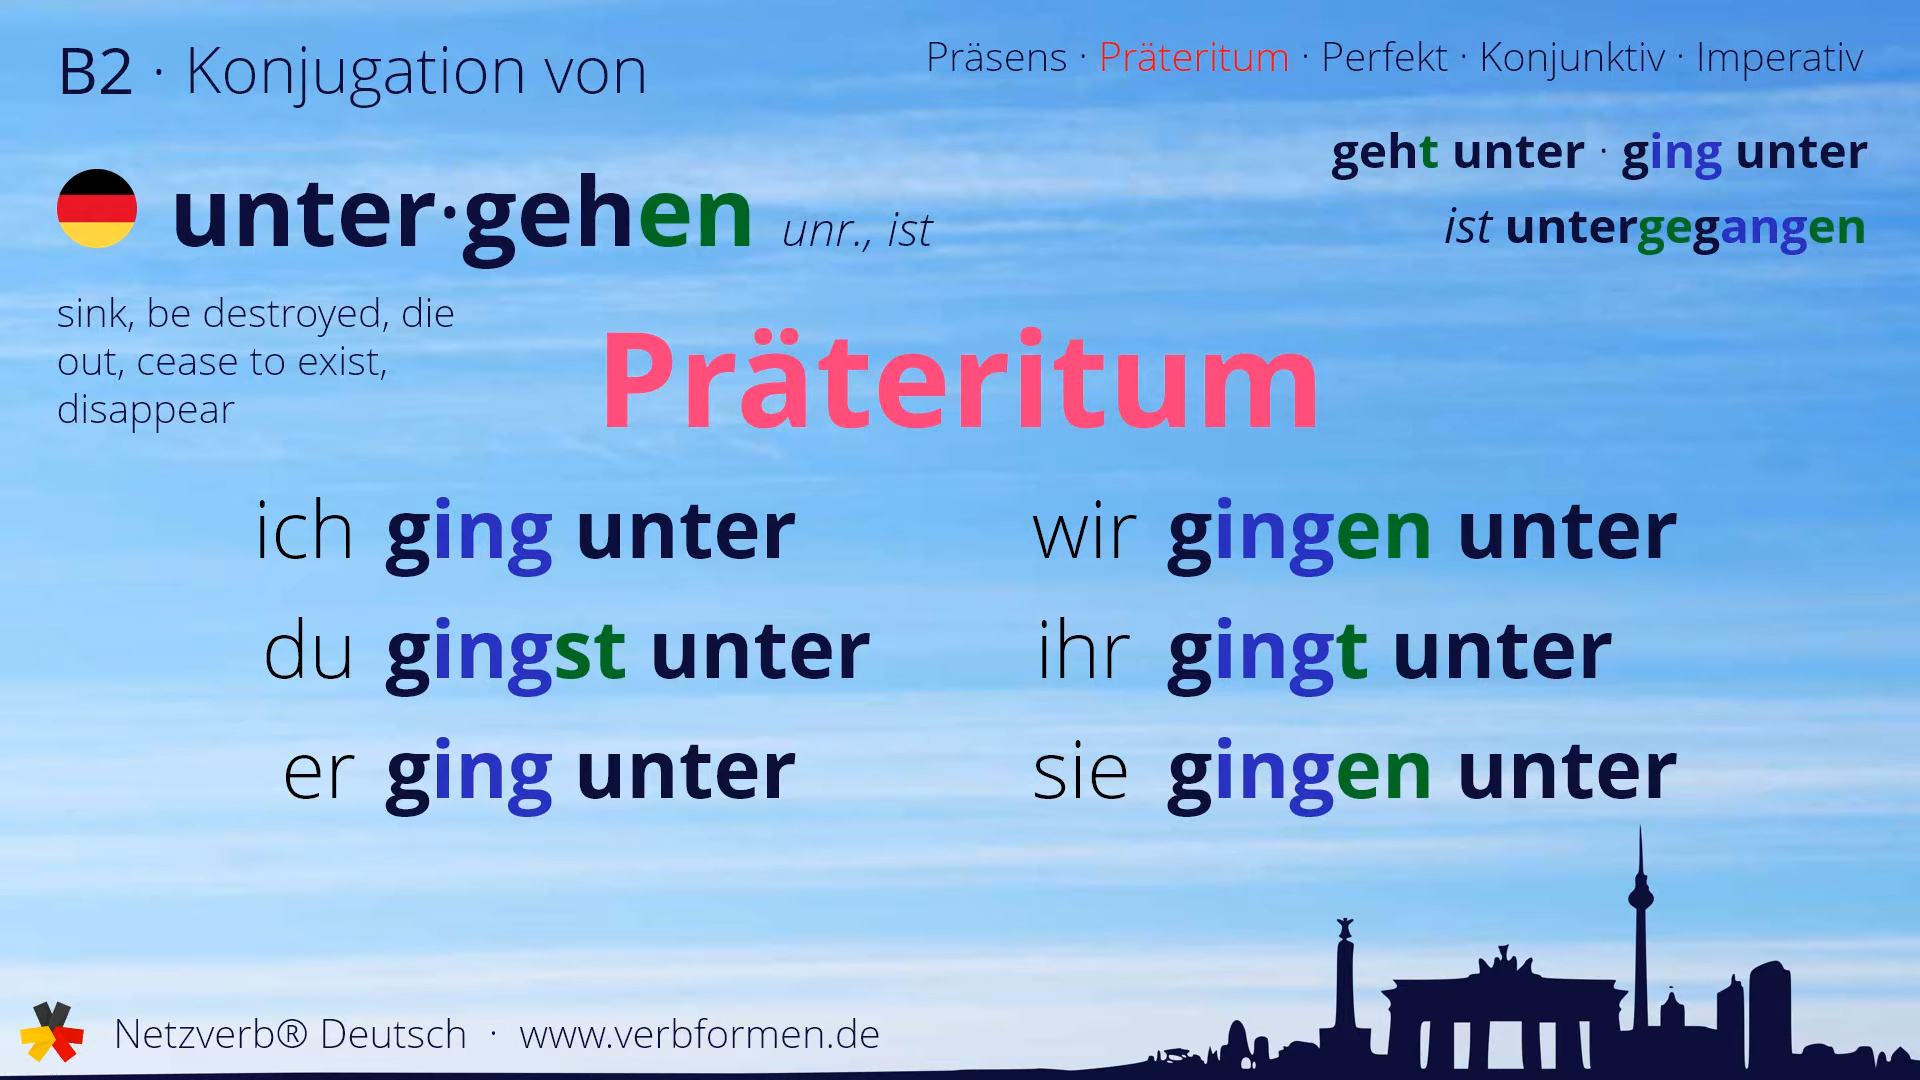 B2 · Konjugation von
Präsens · Präteritum · Perfekt · Konjunktiv · Imperativ
unter·gehen unr., ist
geht unter · ging unter
ist untergegangen
sink, be destroyed, die
out, cease to exist,
disappear
Präteritum
ich ging unter
du gingst unter
er ging unter
wir gingen unter
ihr gingt unter
sie gingen unter
Netzverb® Deutsch · www.verbformen.de